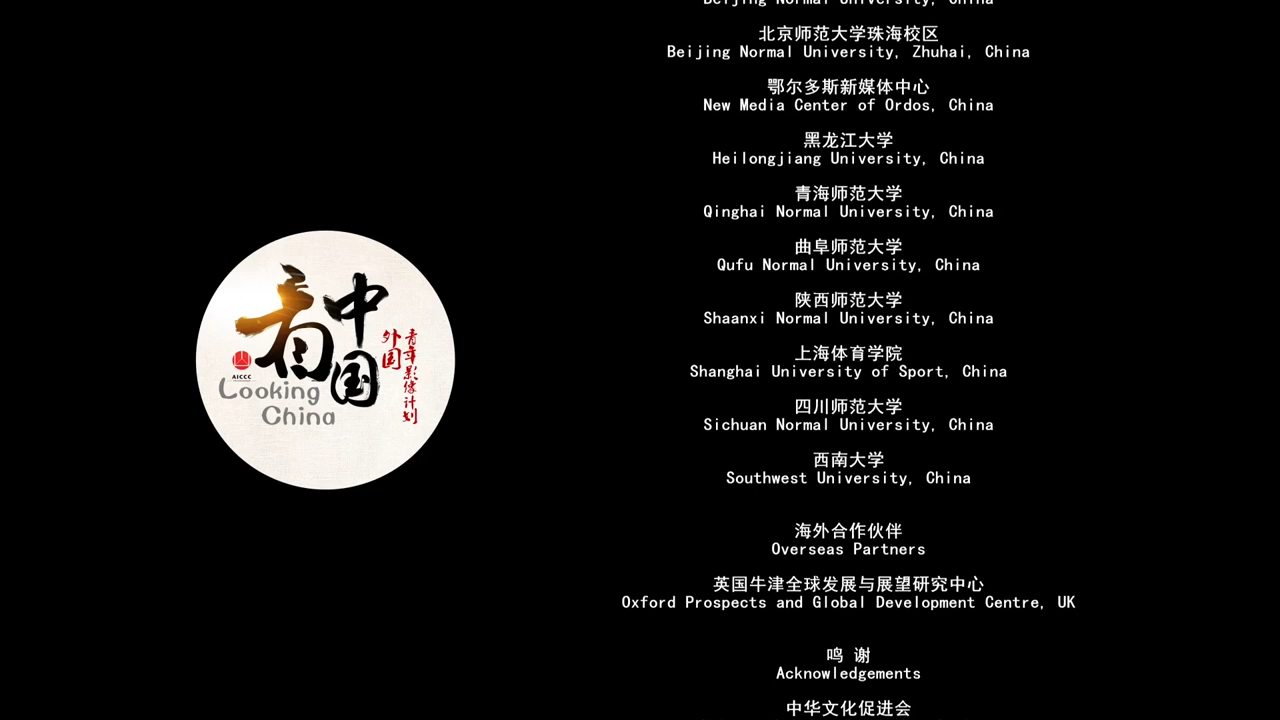 Beijing Normal University, China
北京师范大学珠海校区
Beijing Normal University, Zhuhai, China
鄂尔多斯新媒体中心
New Media Center of Ordos, China
黑龙江大学
Heilongjiang University, China
青海师范大学
Qinghai Normal University, China
曲阜师范大学
Qufu Normal University, China
陕西师范大学
Shaanxi Normal University, China
上海体育学院
Shanghai University of Sport, China
四川师范大学
Sichuan Normal University, China
西南大学
Southwest University, China
海外合作伙伴
Overseas Partners
英国牛津全球发展与展望研究中心
Oxford Prospects and Global Development Centre, UK
鸣 谢
Acknowledgements
中华文化促进会
看中国
外国青年影像计划
AICCC
Looking
China